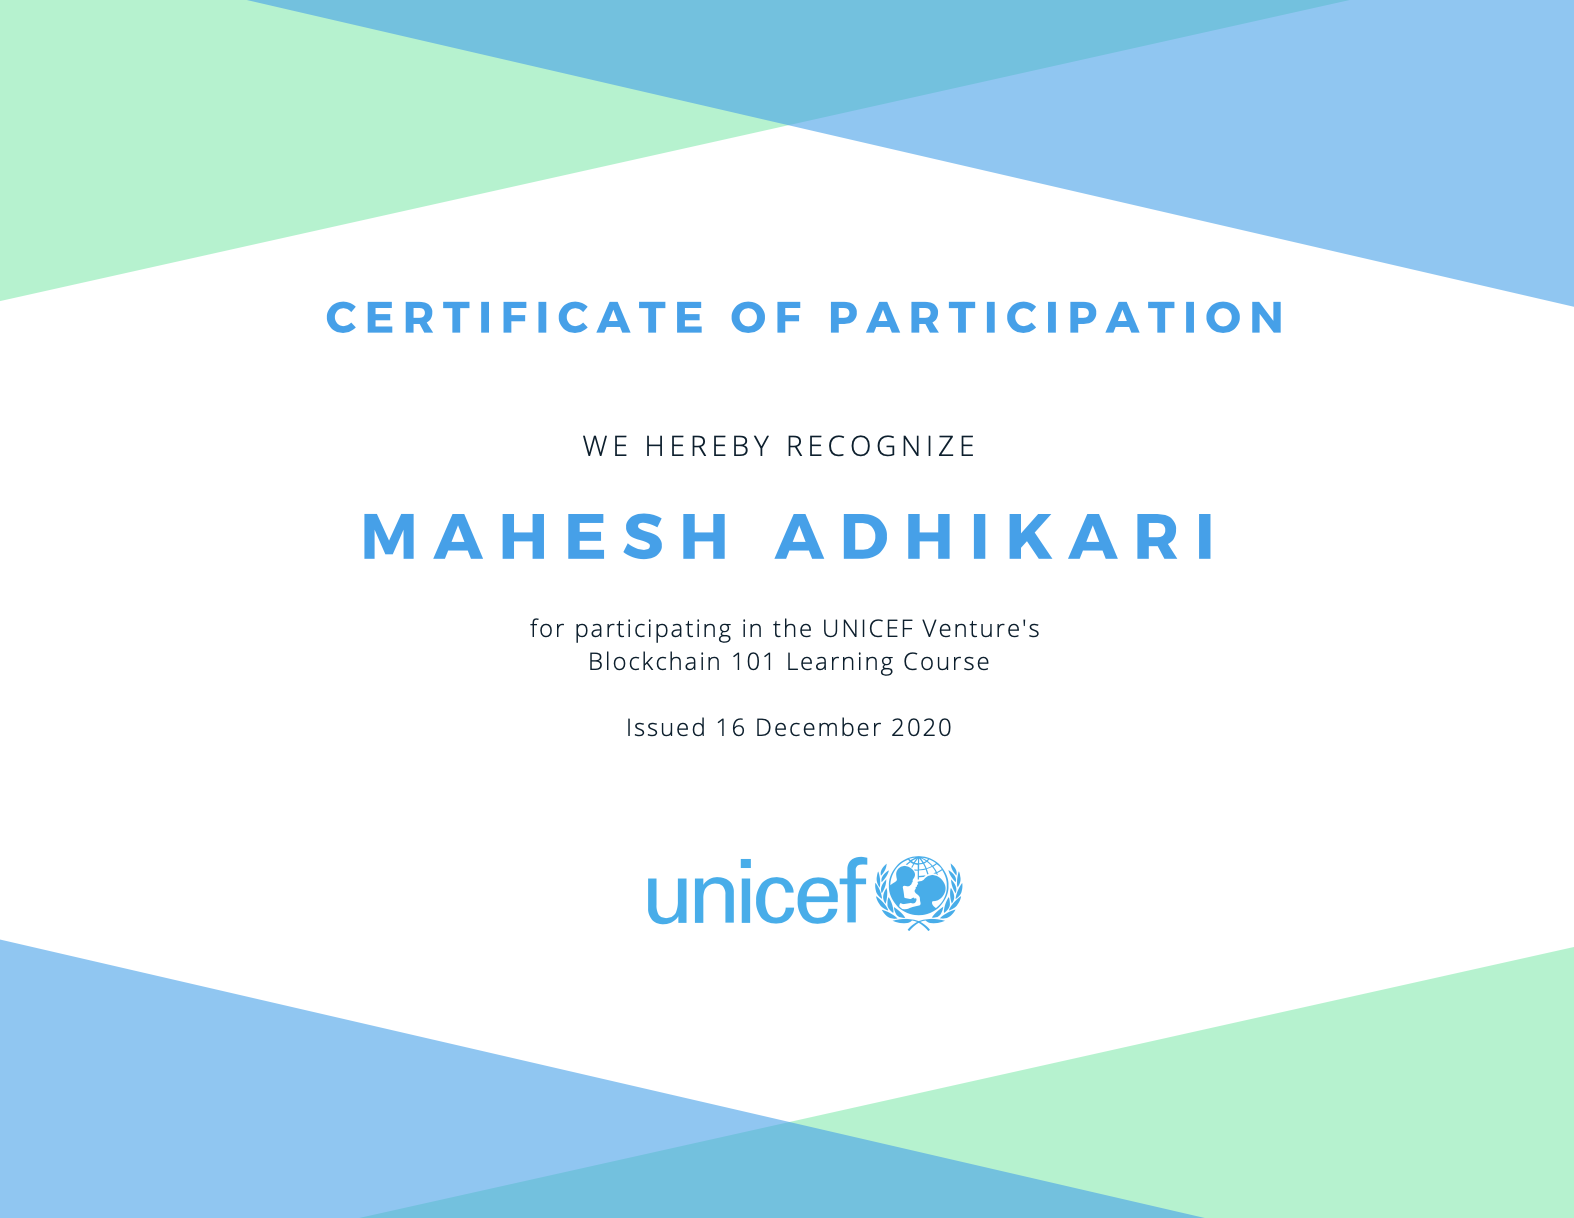 CERTIFICATE OF PARTICIPATION
WE HEREBY RECOGNIZE
MAHESH ADHIKARI
for participating in the UNICEF Venture's
Blockchain 101 Learning Course
Issued 16 December 2020
unicef